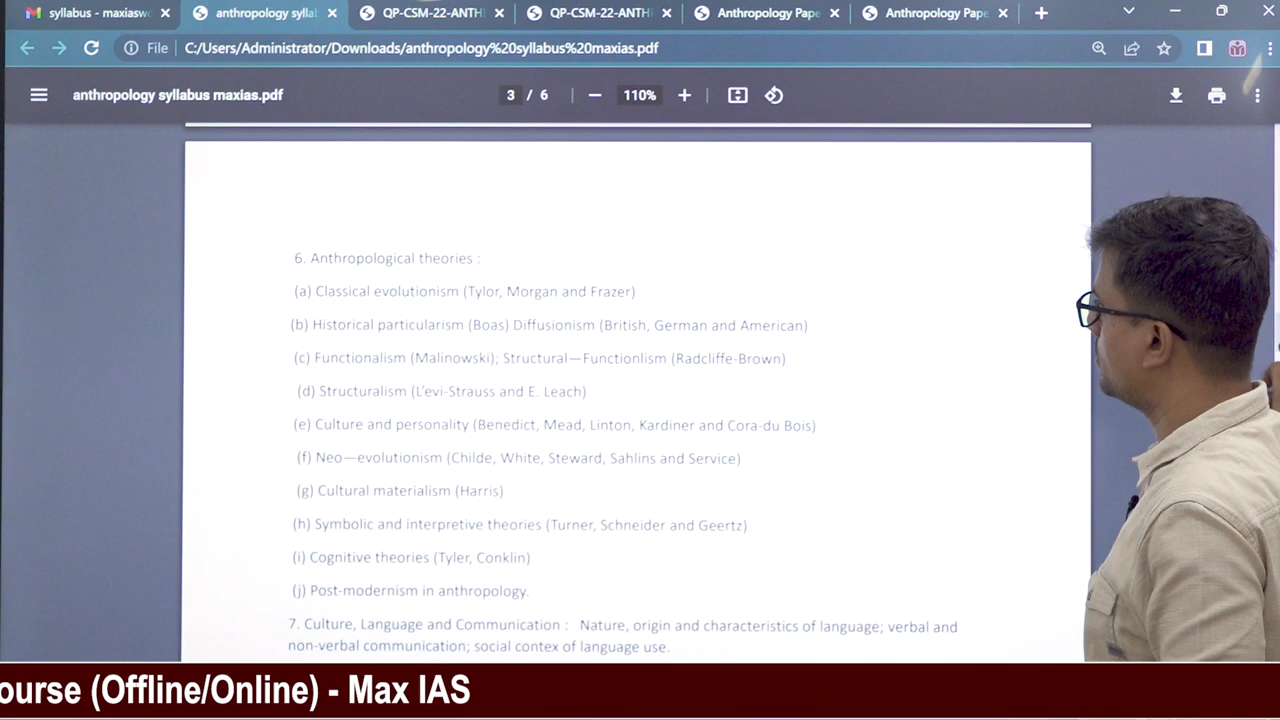 syllabus - maxiasw
anthropology sylla
QP-CSM-22-ANTH
QP-CSM-22-ANTH
Anthropology Pape
Anthropology Pape
File C:/Users/Administrator/Downloads/anthropology%20syllabus%20maxias.pdf
anthropology syllabus maxias.pdf 3 / 6 110%
6. Anthropological theories :
(a) Classical evolutionism (Tylor, Morgan and Frazer)
(b) Historical particularism (Boas) Diffusionism (British, German and American)
(c) Functionalism (Malinowski); Structural—Functionlism (Radcliffe-Brown)
(d) Structuralism (L'evi-Strauss and E. Leach)
(e) Culture and personality (Benedict, Mead, Linton, Kardiner and Cora-du Bois)
(f) Neo—evolutionism (Childe, White, Steward, Sahlins and Service)
(g) Cultural materialism (Harris)
(h) Symbolic and interpretive theories (Turner, Schneider and Geertz)
(i) Cognitive theories (Tyler, Conklin)
(j) Post-modernism in anthropology.
7. Culture, Language and Communication : Nature, origin and characteristics of language; verbal and
non-verbal communication; social contex of language use.
ourse (Offline/Online) - Max IAS